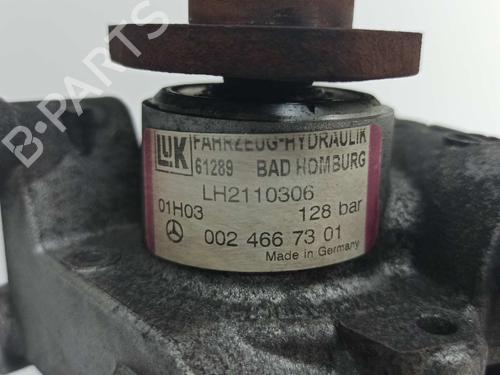 B-PARTS
LUK FAHRZEUG-HYDRAULIK
61289 BAD HOMBURG
LH2110306
01H03 128 bar
002 466 73 01
Made in Germany